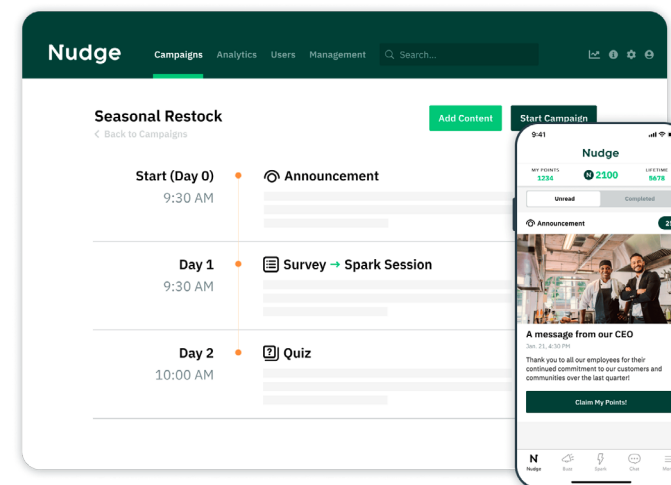 Nudge
Campaigns Analytics Users Management Search...
Seasonal Restock
Back to Campaigns
Add Content
Start Campaign
Start (Day 0)
9:30 AM
Announcement
Day 1
9:30 AM
Survey → Spark Session
Day 2
10:00 AM
Quiz
9:41
Nudge
MY POINTS
1234
N 2100
LIFETIME
5678
Unread
Completed
Announcement
A message from our CEO
Jan. 21, 4:30 PM
Thank you to all our employees for their
continued commitment to our customers and
communities over the last quarter!
Claim My Points!
N
Nudge Buzz Spark Chat